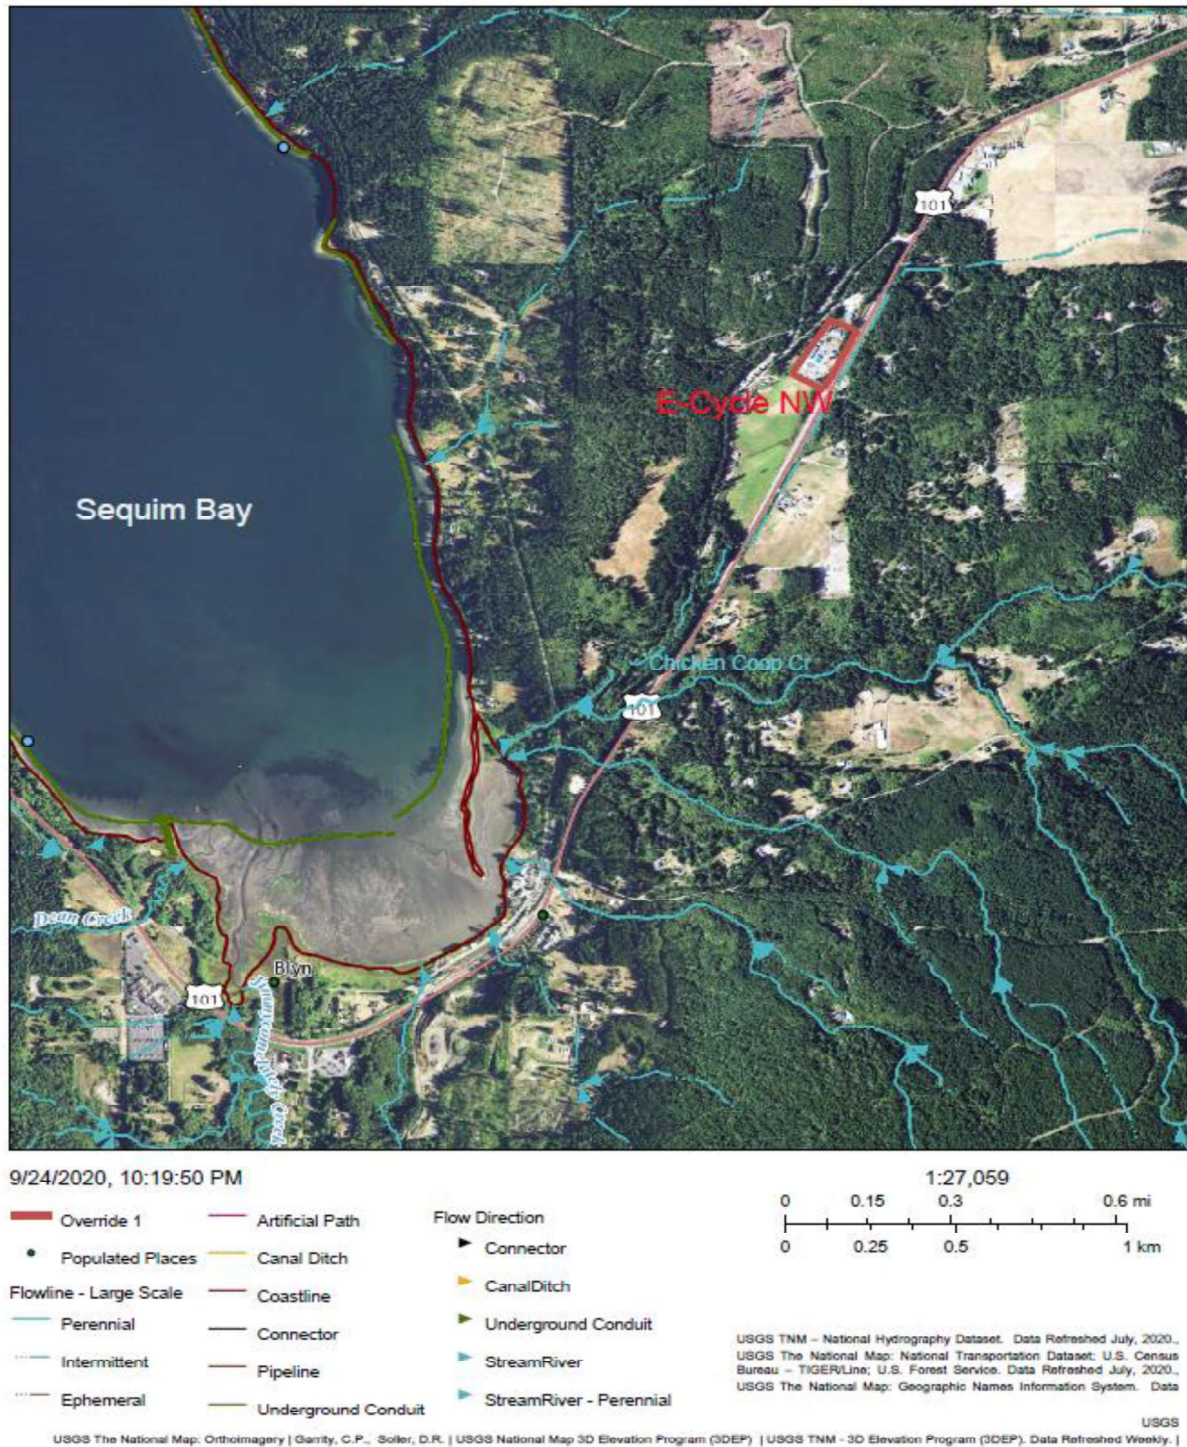 101
E-Cycle NW
Sequim Bay
Chicken Coop Cr
101
Dean Creek
Blyn
101
9/24/2020, 10:19:50 PM
1:27,059
0 0.15 0.3 0.6 mi
0 0.25 0.5 1 km
Override 1
Populated Places
Flowline - Large Scale
Perennial
Intermittent
Ephemeral
Artificial Path
Canal Ditch
Coastline
Connector
Pipeline
Underground Conduit
Flow Direction
Connector
CanalDitch
Underground Conduit
StreamRiver
StreamRiver - Perennial
USGS TNM – National Hydrography Dataset. Data Refreshed July, 2020.,
USGS The National Map: National Transportation Dataset; U.S. Census
Bureau – TIGER/Line; U.S. Forest Service. Data Refreshed July, 2020.,
USGS The National Map: Geographic Names Information System. Data
USGS
USGS The National Map: Orthoimagery | Garrity, C.P., Soller, D.R. | USGS National Map 3D Elevation Program (3DEP) | USGS TNM - 3D Elevation Program (3DEP). Data Refreshed Weekly. |